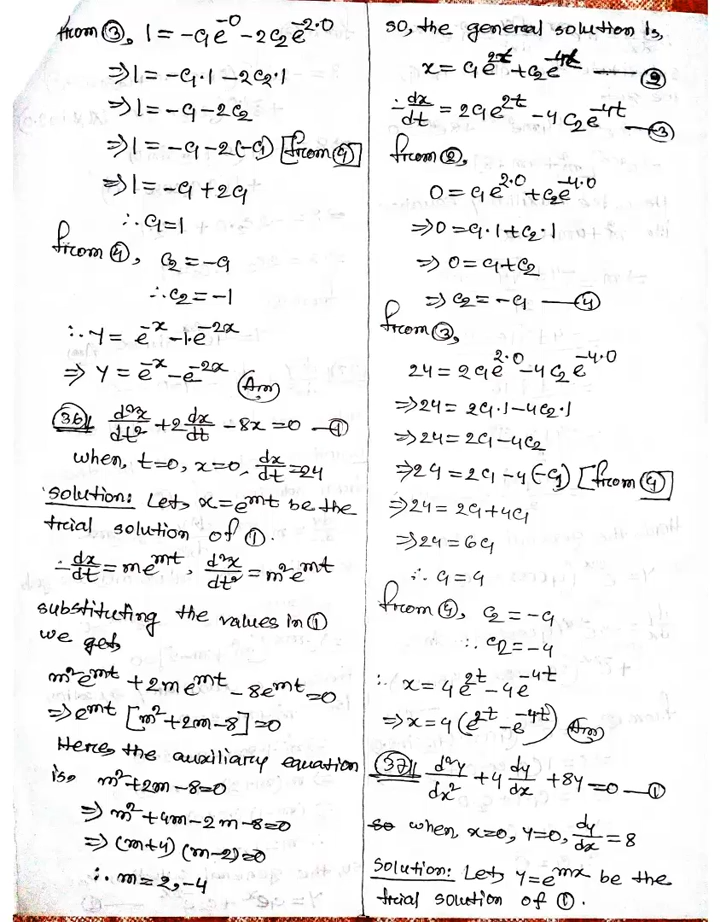 from ③, 1 = -c₁e⁻⁰ - 2c₂e⁻²·⁰
⇒ 1 = -c₁·1 - 2c₂·1
⇒ 1 = -c₁ - 2c₂
⇒ 1 = -c₁ - 2(-c₁) [from ④]
⇒ 1 = -c₁ + 2c₁
∴ c₁ = 1
from ④, c₂ = -c₁
∴ c₂ = -1
∴ y = e⁻ˣ - 1·e⁻²ˣ
⇒ y = e⁻ˣ - e⁻²ˣ (Ans)
(36) d²x/dt² + 2 dx/dt - 8x = 0 — ①
when, t=0, x=0, dx/dt = 24
Solution: Let, x = eᵐᵗ be the
trial solution of ①.
∴ dx/dt = meᵐᵗ, d²x/dt² = m²eᵐᵗ
substituting the values in ①
we get,
m²eᵐᵗ + 2meᵐᵗ - 8eᵐᵗ = 0
⇒ eᵐᵗ [m² + 2m - 8] = 0
Here, the auxiliary equation
is, m² + 2m - 8 = 0
⇒ m² + 4m - 2m - 8 = 0
⇒ (m+4) (m-2) = 0
∴ m = 2, -4
so, the general solution is,
x = c₁e²ᵗ + c₂e⁻⁴ᵗ — ②
∴ dx/dt = 2c₁e²ᵗ - 4c₂e⁻⁴ᵗ — ③
from ②,
0 = c₁e²·⁰ + c₂e⁻⁴·⁰
⇒ 0 = c₁·1 + c₂·1
⇒ 0 = c₁ + c₂
⇒ c₂ = -c₁ — ④
from ③,
24 = 2c₁e²·⁰ - 4c₂e⁻⁴·⁰
⇒ 24 = 2c₁·1 - 4c₂·1
⇒ 24 = 2c₁ - 4c₂
⇒ 24 = 2c₁ - 4(-c₁) [from ④]
⇒ 24 = 2c₁ + 4c₁
⇒ 24 = 6c₁
∴ c₁ = 4
from ④, c₂ = -c₁
∴ c₂ = -4
∴ x = 4e²ᵗ - 4e⁻⁴ᵗ
⇒ x = 4(e²ᵗ - e⁻⁴ᵗ) (Ans)
(37) d²y/dx² + 4 dy/dx + 8y = 0 — ①
when, x=0, y=0, dy/dx = 8
Solution: Let, y = eᵐˣ be the
trial solution of ①.